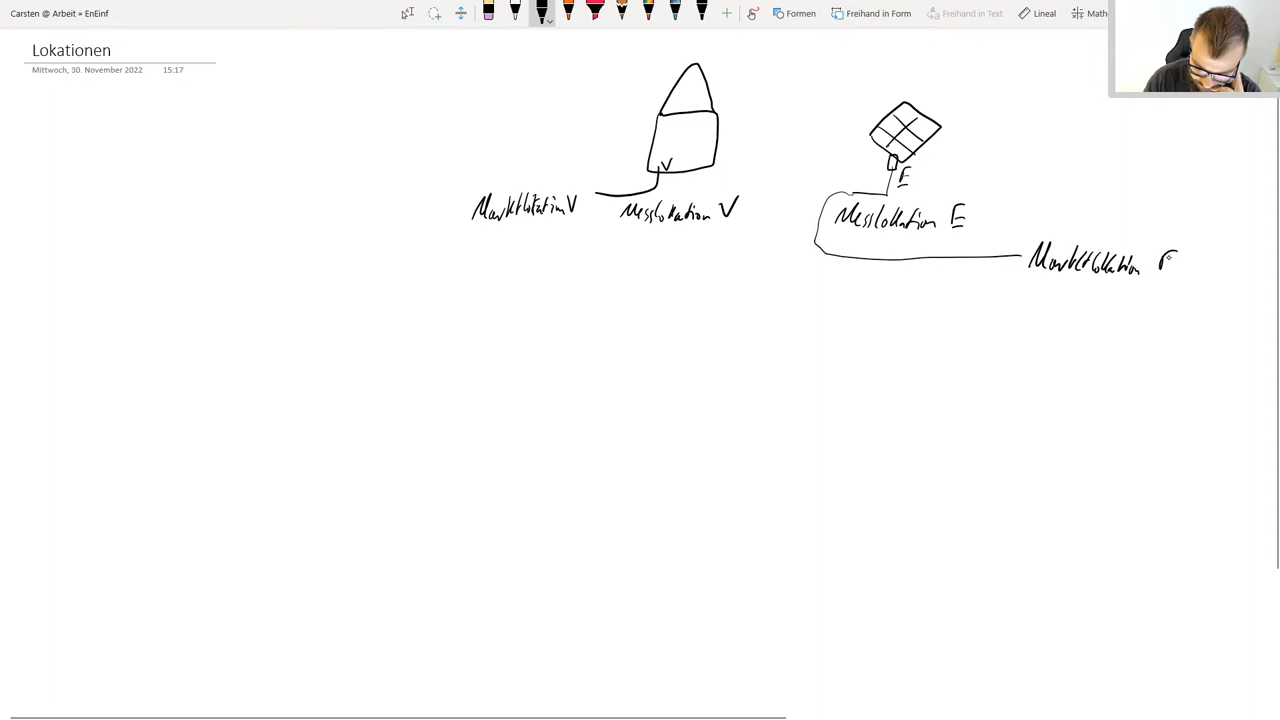 Carsten @ Arbeit » EnEinf
Formen
Freihand in Form
Freihand in Text
Lineal
Math
Lokationen
Mittwoch, 30. November 2022 15:17
V
E
Marktlokation V
Messlokation V
Messlokation E
Marktlokation